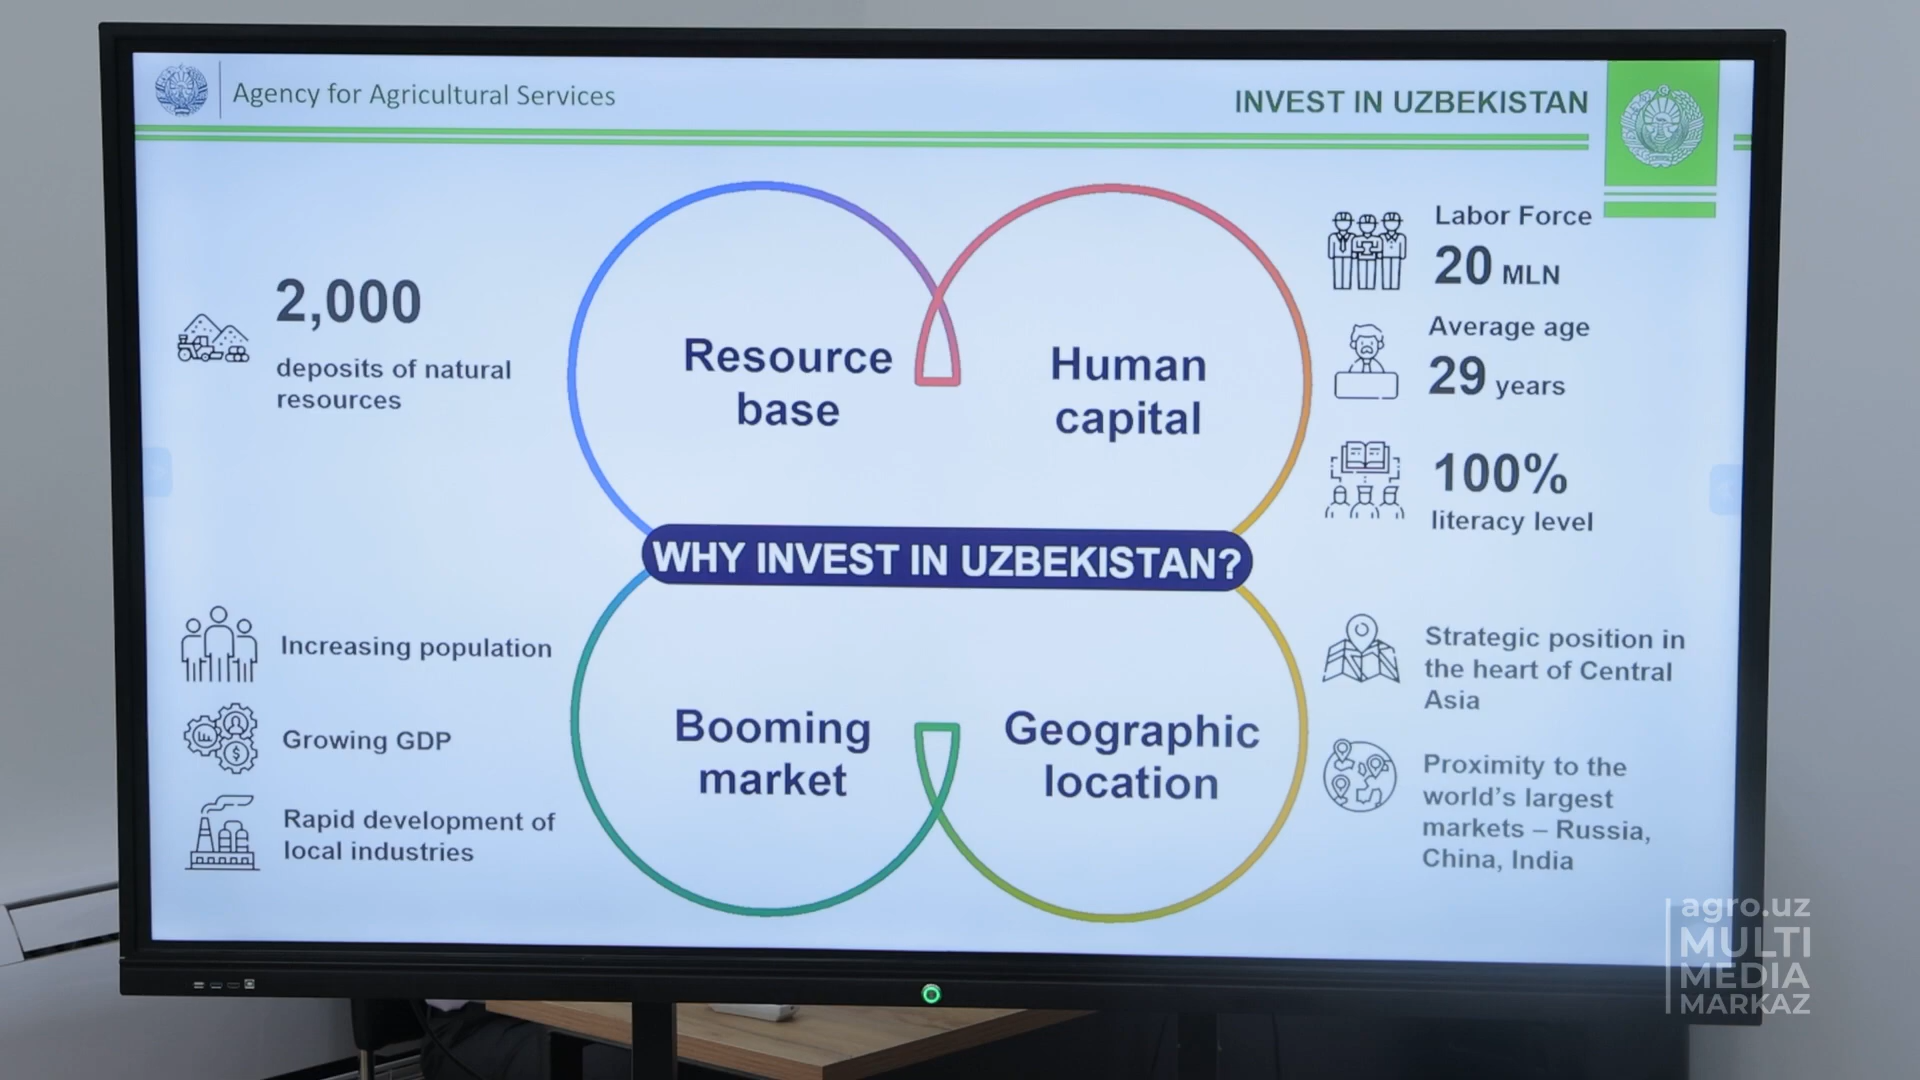 Agency for Agricultural Services
INVEST IN UZBEKISTAN
2,000
deposits of natural
resources
Resource
base
Human
capital
Labor Force
20 MLN
Average age
29 years
100%
literacy level
WHY INVEST IN UZBEKISTAN?
Increasing population
Growing GDP
Rapid development of
local industries
Booming
market
Geographic
location
Strategic position in
the heart of Central
Asia
Proximity to the
world's largest
markets – Russia,
China, India
agro.uz
MULTI
MEDIA
MARKAZ